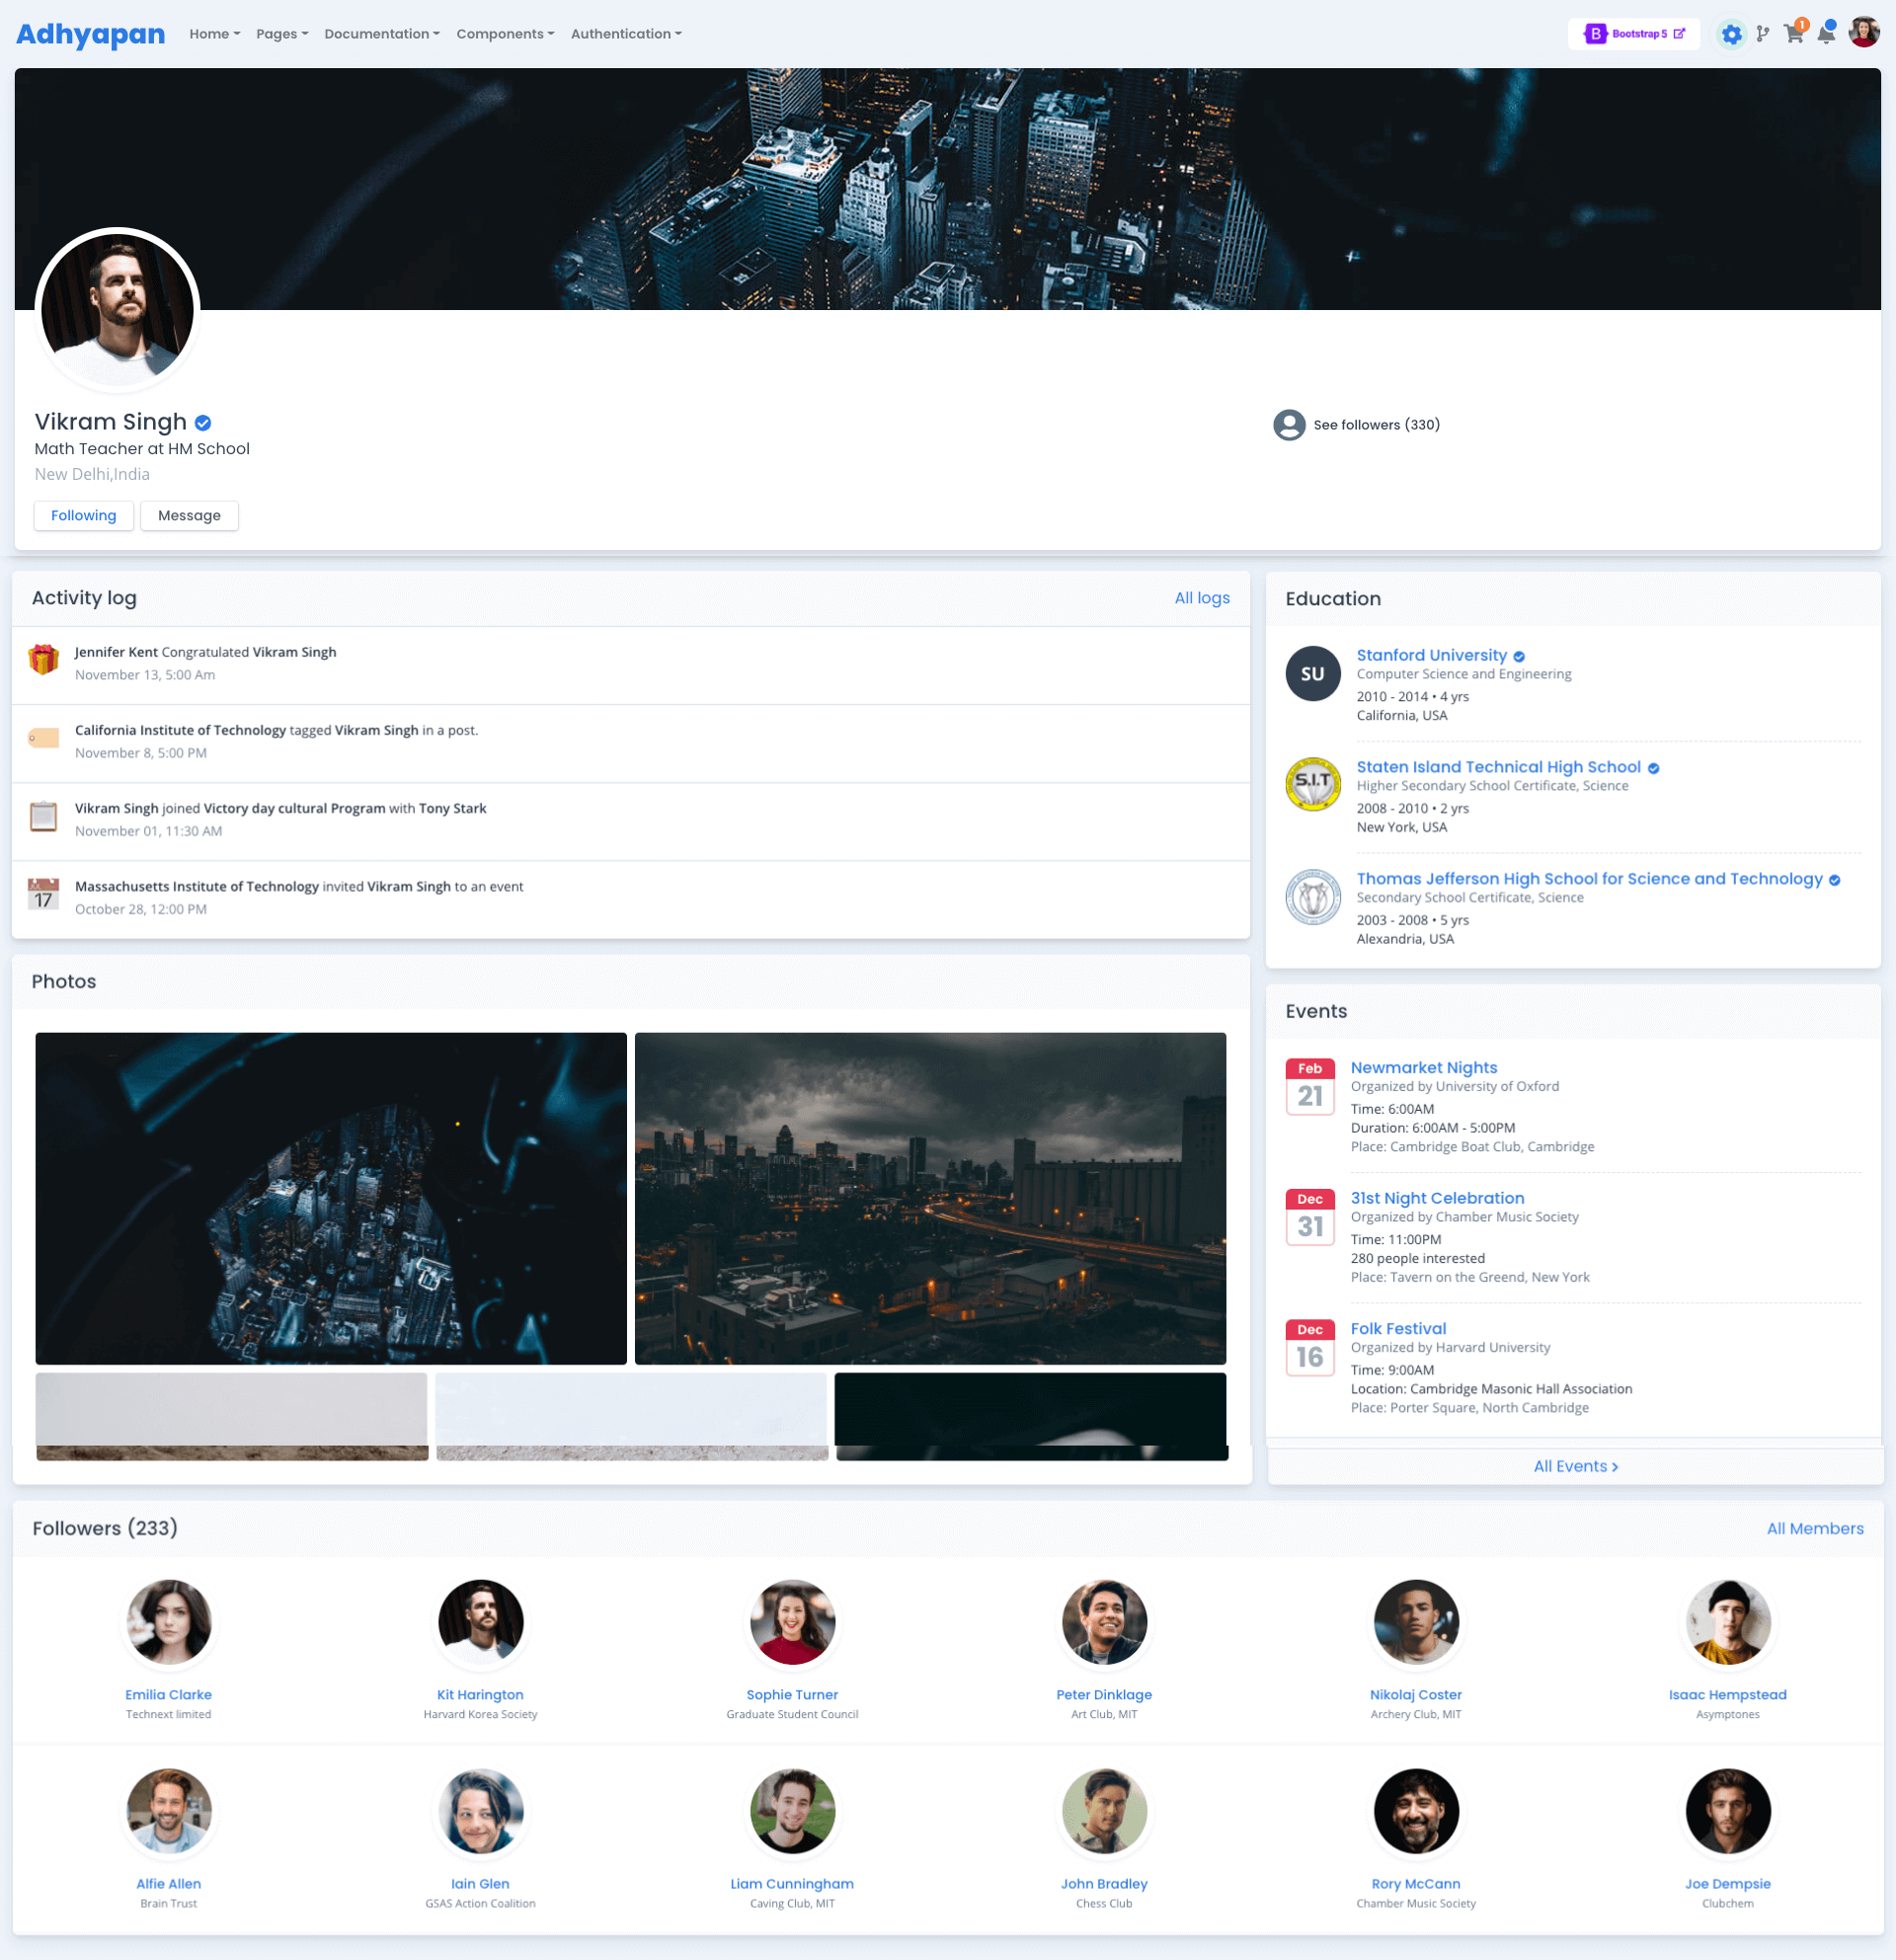 Adhyapan
Home Pages Documentation Components Authentication
B Bootstrap 5
1
Vikram Singh
Math Teacher at HM School
New Delhi,India
Following Message
See followers (330)
Activity log
All logs
Jennifer Kent Congratulated Vikram Singh
November 13, 5:00 Am
California Institute of Technology tagged Vikram Singh in a post.
November 8, 5:00 PM
Vikram Singh joined Victory day cultural Program with Tony Stark
November 01, 11:30 AM
17
Massachusetts Institute of Technology invited Vikram Singh to an event
October 28, 12:00 PM
Education
SU
Stanford University
Computer Science and Engineering
2010 - 2014 • 4 yrs
California, USA
S.I.T
Staten Island Technical High School
Higher Secondary School Certificate, Science
2008 - 2010 • 2 yrs
New York, USA
Thomas Jefferson High School for Science and Technology
Secondary School Certificate, Science
2003 - 2008 • 5 yrs
Alexandria, USA
Photos
Events
Feb
21
Newmarket Nights
Organized by University of Oxford
Time: 6:00AM
Duration: 6:00AM - 5:00PM
Place: Cambridge Boat Club, Cambridge
Dec
31
31st Night Celebration
Organized by Chamber Music Society
Time: 11:00PM
280 people interested
Place: Tavern on the Greend, New York
Dec
16
Folk Festival
Organized by Harvard University
Time: 9:00AM
Location: Cambridge Masonic Hall Association
Place: Porter Square, North Cambridge
All Events
Followers (233)
All Members
Emilia Clarke
Technext limited
Kit Harington
Harvard Korea Society
Sophie Turner
Graduate Student Council
Peter Dinklage
Art Club, MIT
Nikolaj Coster
Archery Club, MIT
Isaac Hempstead
Asymptones
Alfie Allen
Brain Trust
Iain Glen
GSAS Action Coalition
Liam Cunningham
Caving Club, MIT
John Bradley
Chess Club
Rory McCann
Chamber Music Society
Joe Dempsie
Clubchem